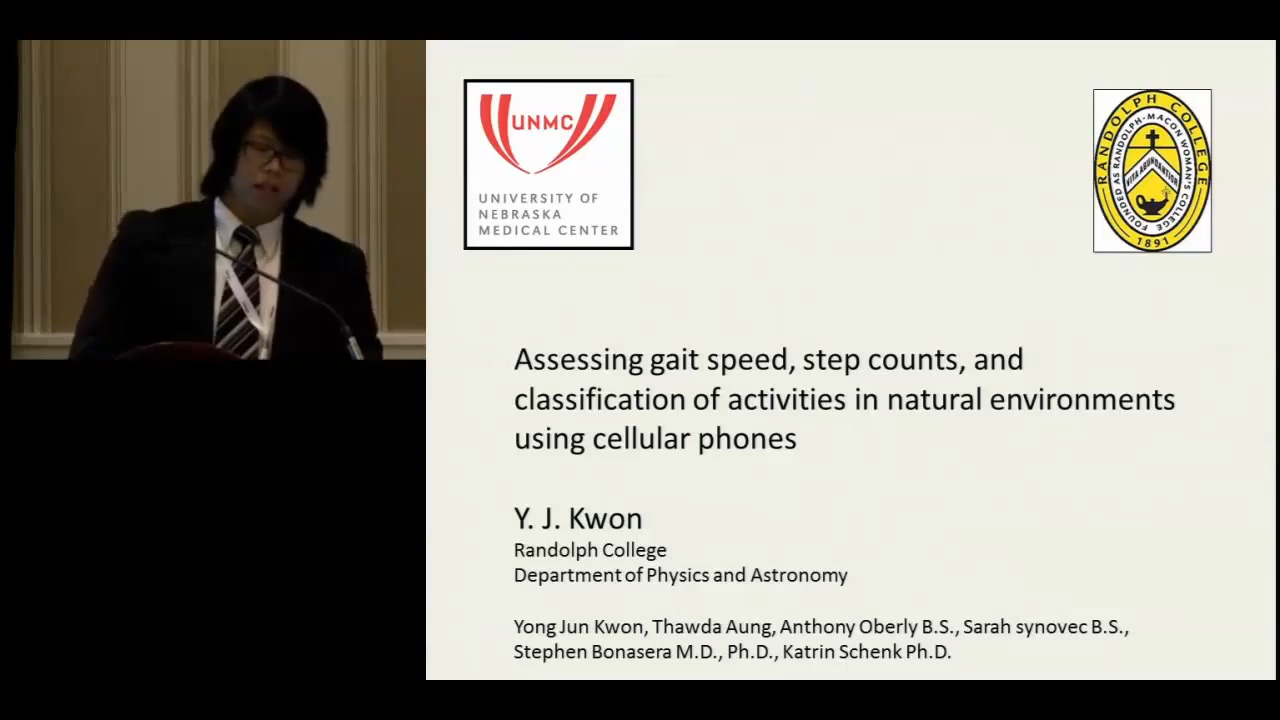 UNMC
UNIVERSITY OF
NEBRASKA
MEDICAL CENTER
RANDOLPH COLLEGE
FOUNDED AS RANDOLPH-MACON WOMAN'S COLLEGE
VITA ABUNDANTIOR
1891
Assessing gait speed, step counts, and
classification of activities in natural environments
using cellular phones
Y. J. Kwon
Randolph College
Department of Physics and Astronomy
Yong Jun Kwon, Thawda Aung, Anthony Oberly B.S., Sarah synovec B.S.,
Stephen Bonasera M.D., Ph.D., Katrin Schenk Ph.D.